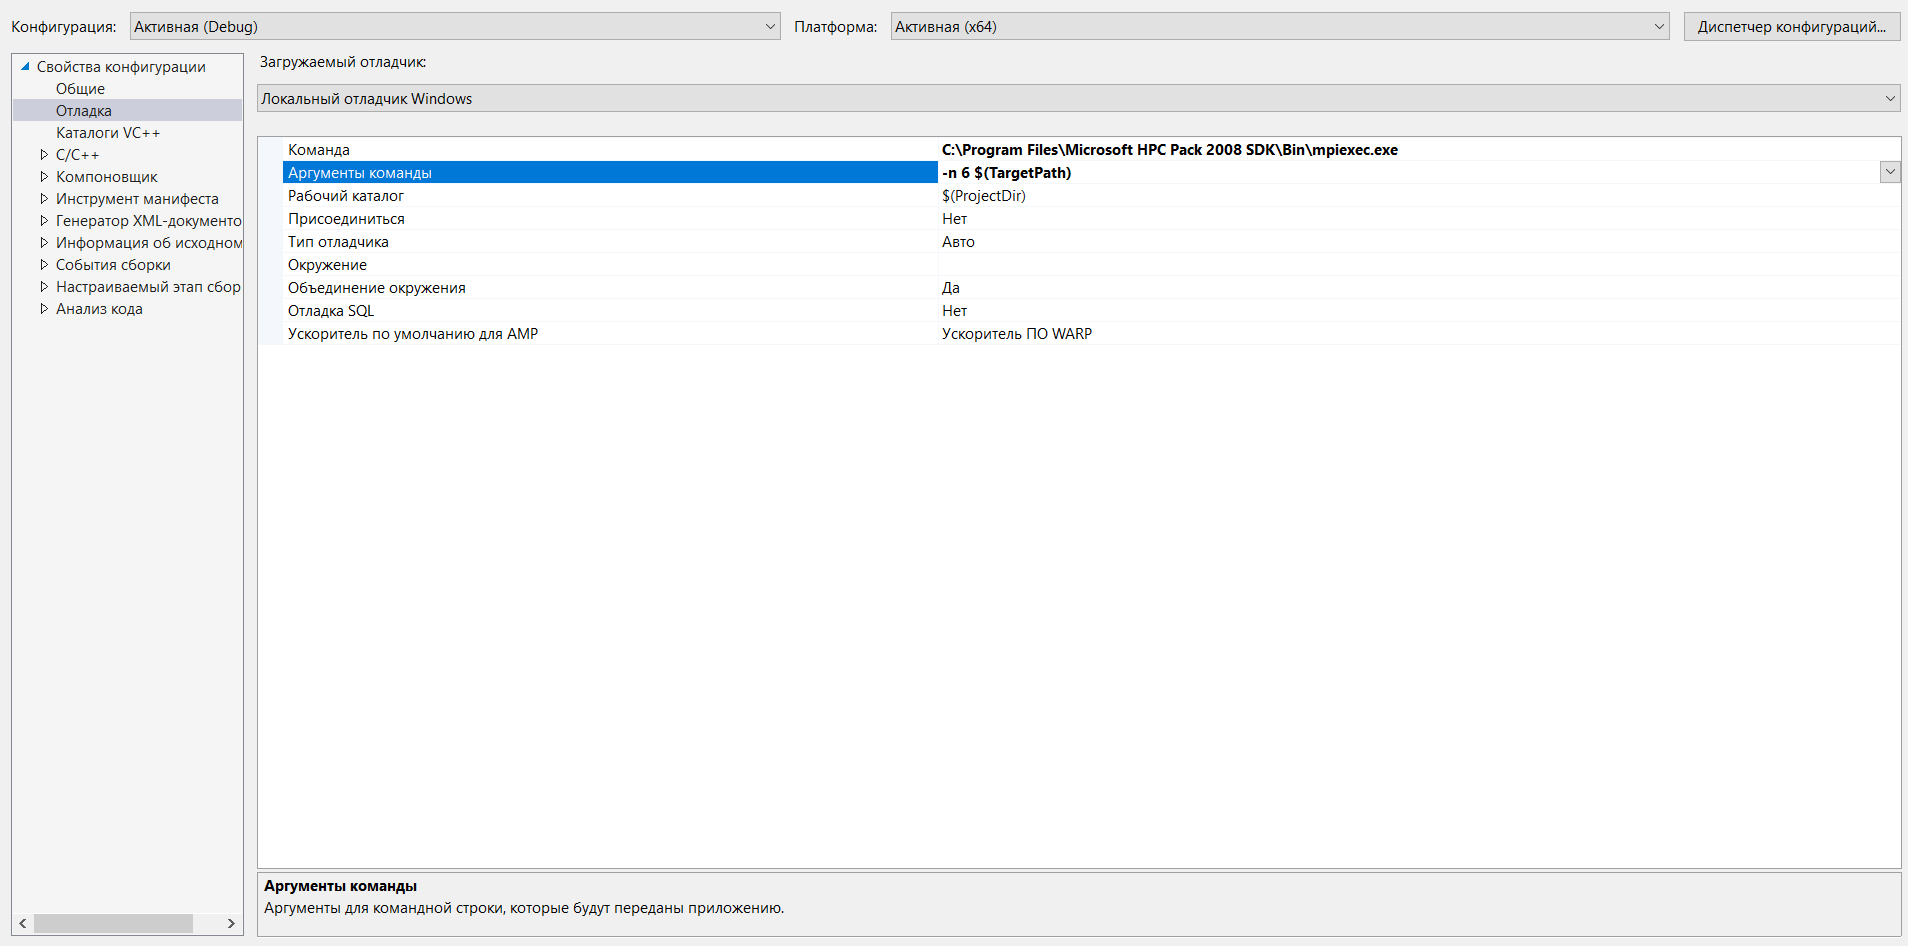 Конфигурация: Активная (Debug) Платформа: Активная (x64) Диспетчер конфигураций...
Свойства конфигурации
Общие
Отладка
Каталоги VC++
C/C++
Компоновщик
Инструмент манифеста
Генератор XML-документо
Информация об исходном
События сборки
Настраиваемый этап сбор
Анализ кода
Загружаемый отладчик:
Локальный отладчик Windows
Команда C:\Program Files\Microsoft HPC Pack 2008 SDK\Bin\mpiexec.exe
Аргументы команды -n 6 $(TargetPath)
Рабочий каталог $(ProjectDir)
Присоединиться Нет
Тип отладчика Авто
Окружение
Объединение окружения Да
Отладка SQL Нет
Ускоритель по умолчанию для AMP Ускоритель ПО WARP
Аргументы команды
Аргументы для командной строки, которые будут переданы приложению.